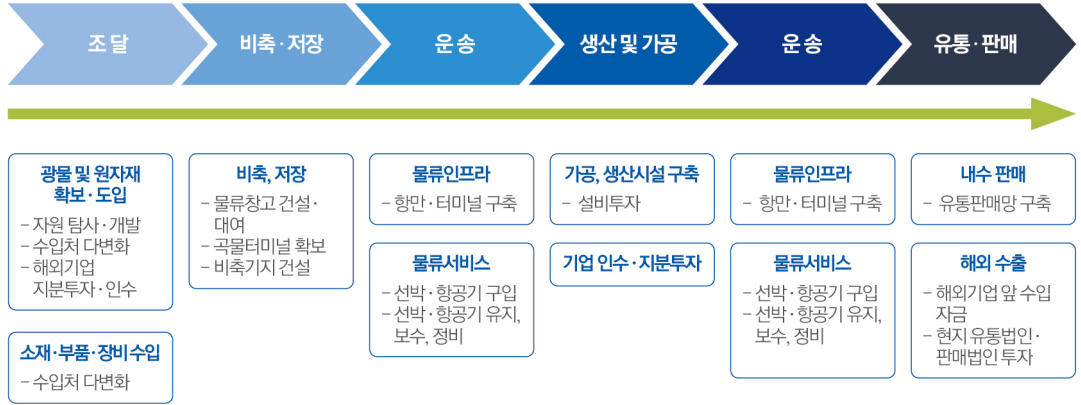 조달
비축·저장
운송
생산 및 가공
운송
유통·판매
광물 및 원자재
확보·도입
– 자원 탐사·개발
– 수입처 다변화
– 해외기업
지분투자·인수
소재·부품·장비 수입
– 수입처 다변화
비축, 저장
– 물류창고 건설·
대여
– 곡물터미널 확보
– 비축기지 건설
물류인프라
– 항만·터미널 구축
물류서비스
– 선박·항공기 구입
– 선박·항공기 유지,
보수, 정비
가공, 생산시설 구축
– 설비투자
기업 인수·지분투자
물류인프라
– 항만·터미널 구축
물류서비스
– 선박·항공기 구입
– 선박·항공기 유지,
보수, 정비
내수 판매
– 유통판매망 구축
해외 수출
– 해외기업 앞 수입
자금
– 현지 유통법인·
판매법인 투자